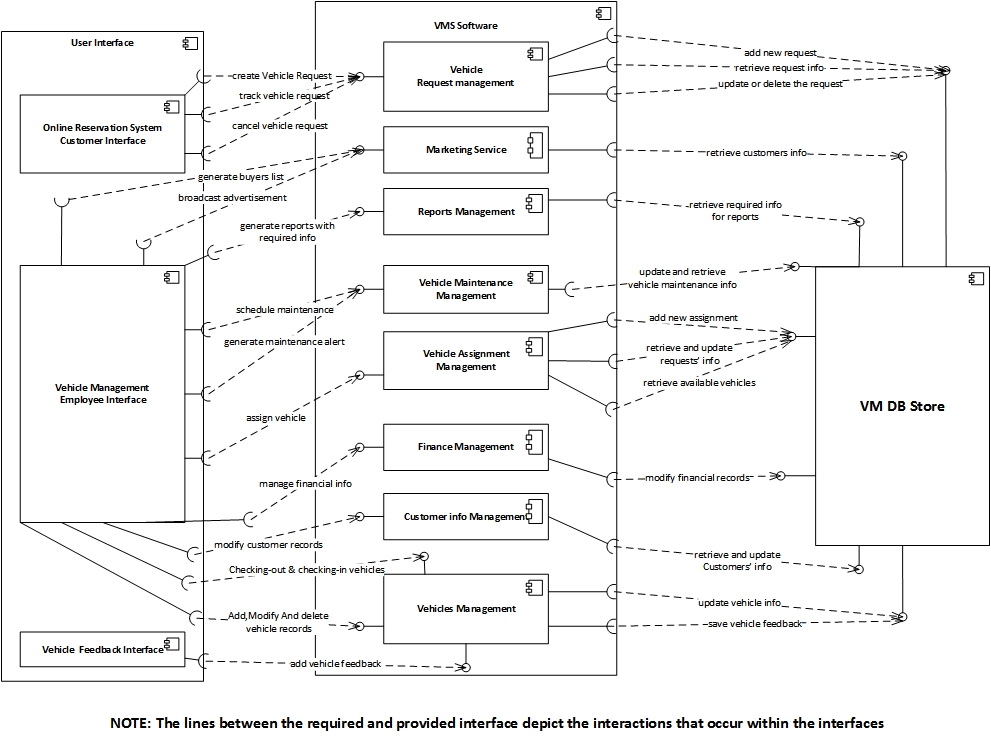 User Interface
VMS Software
Online Reservation System
Customer Interface
create Vehicle Request
track vehicle request
cancel vehicle request
Vehicle
Request management
add new request
retrieve request info
update or delete the request
Marketing Service
retrieve customers info
generate buyers list
broadcast advertisement
Reports Management
retrieve required info
for reports
generate reports with
required info
Vehicle Maintenance
Management
update and retrieve
vehicle maintenance info
schedule maintenance
generate maintenance alert
Vehicle Management
Employee Interface
Vehicle Assignment
Management
add new assignment
retrieve and update
requests' info
retrieve available vehicles
VM DB Store
assign vehicle
Finance Management
modify financial records
manage financial info
Customer info Management
modify customer records
retrieve and update
Customers' info
Checking-out & checking-in vehicles
Vehicles Management
update vehicle info
save vehicle feedback
Add,Modify And delete
vehicle records
Vehicle Feedback Interface
add vehicle feedback
NOTE: The lines between the required and provided interface depict the interactions that occur within the interfaces